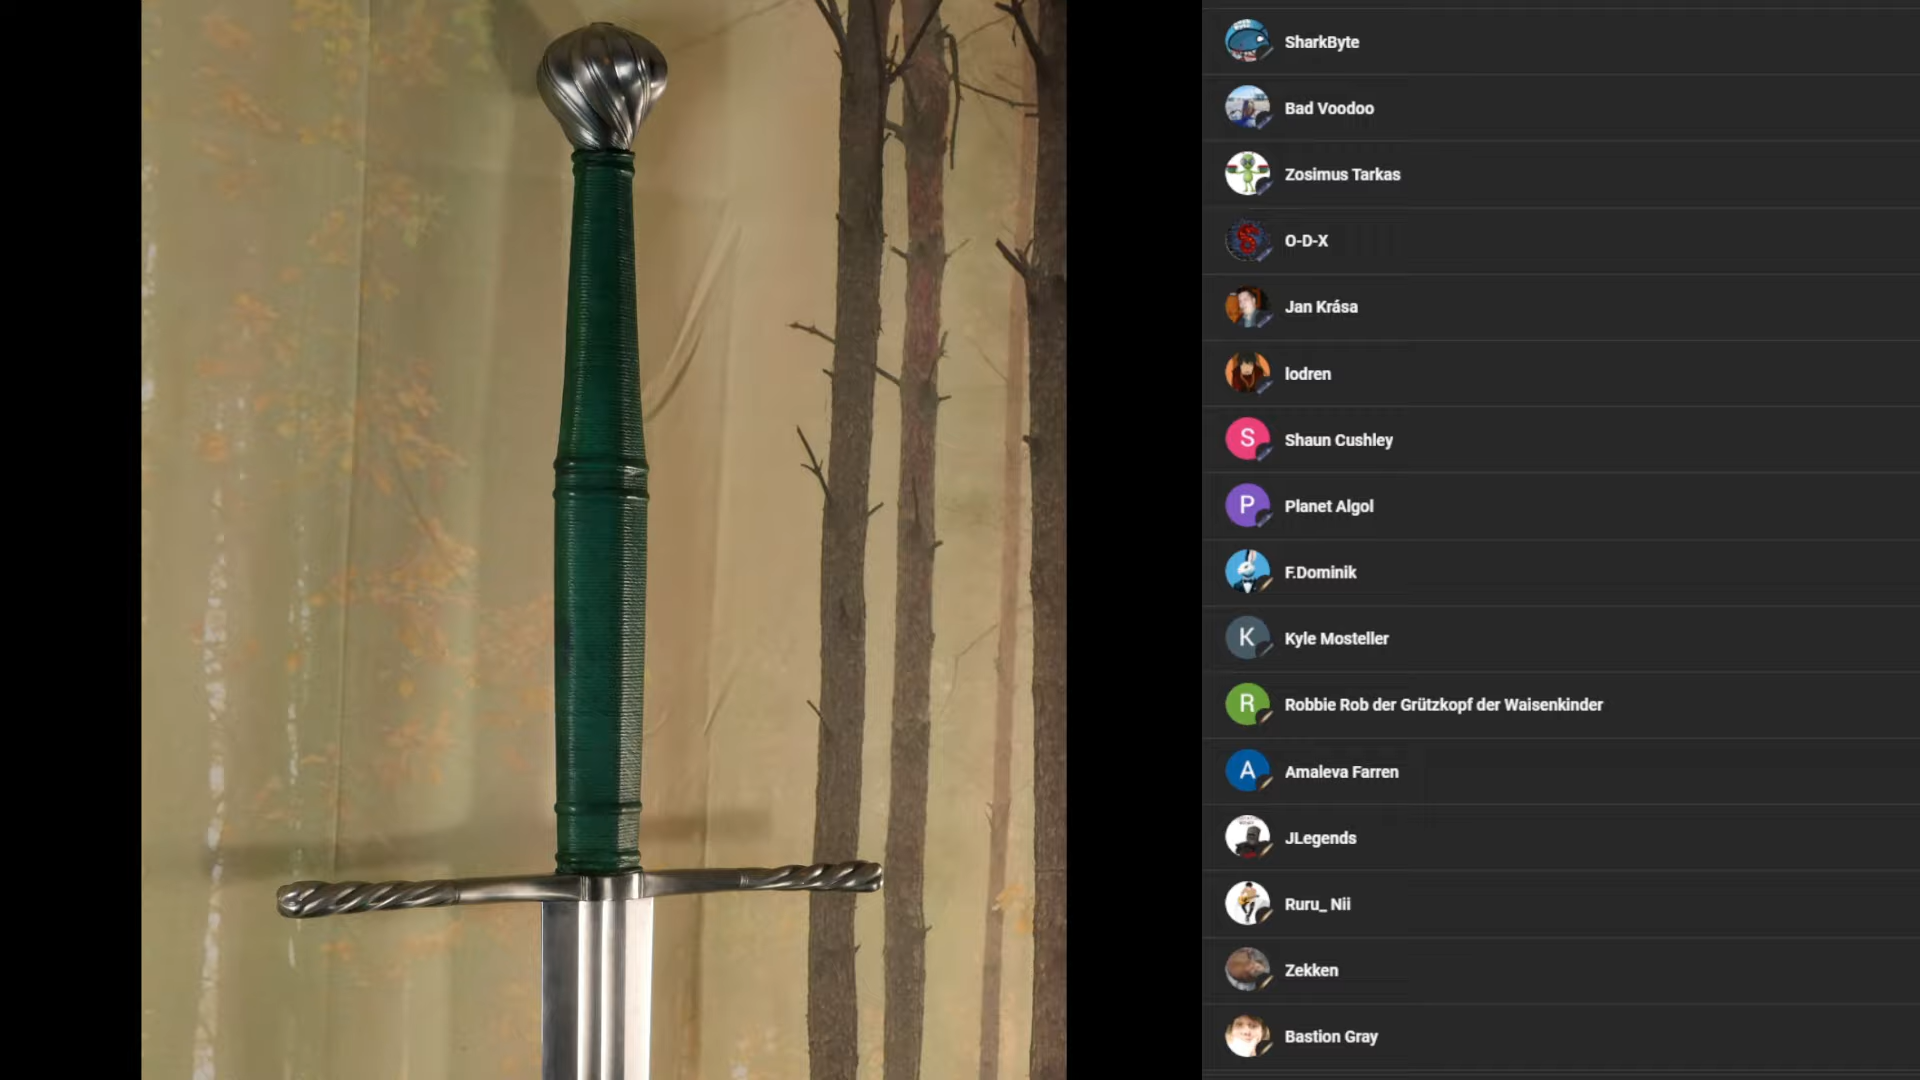 SharkByte
Bad Voodoo
Zosimus Tarkas
O-D-X
Jan Krása
lodren
S Shaun Cushley
P Planet Algol
F.Dominik
K Kyle Mosteller
R Robbie Rob der Grützkopf der Waisenkinder
A Amaleva Farren
JLegends
Ruru_ Nii
Zekken
Bastion Gray